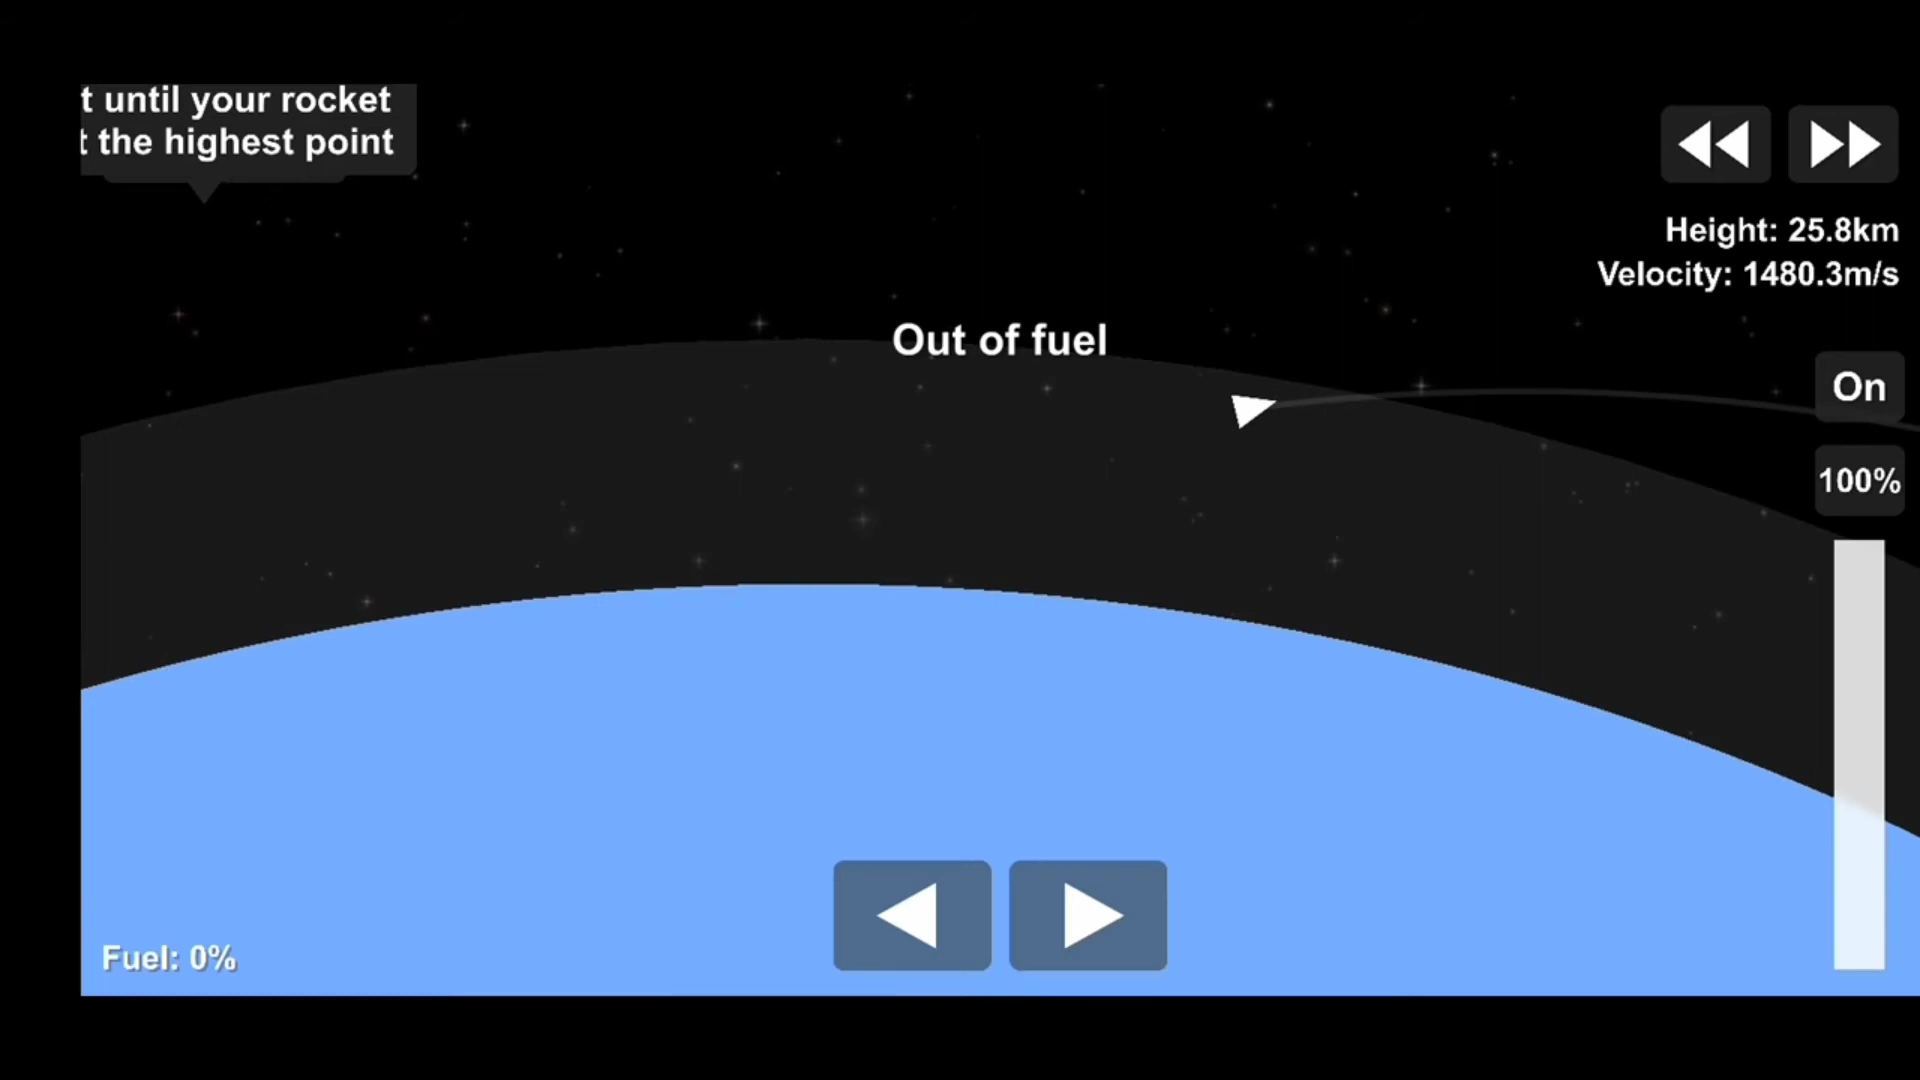 t until your rocket
t the highest point
Height: 25.8km
Velocity: 1480.3m/s
Out of fuel
On
100%
Fuel: 0%